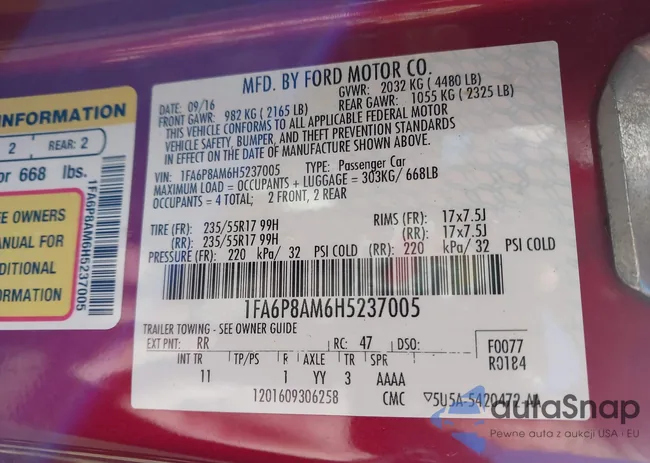 INFORMATION
2 | REAR: 2
or 668 lbs.
EE OWNERS
ANUAL FOR
DDITIONAL
FORMATION
1FA6P8AM6H5237005
MFD. BY FORD MOTOR CO.
DATE: 09/16 GVWR: 2032 KG ( 4480 LB)
FRONT GAWR: 982 KG ( 2165 LB) REAR GAWR: 1055 KG ( 2325 LB)
THIS VEHICLE CONFORMS TO ALL APPLICABLE FEDERAL MOTOR
VEHICLE SAFETY, BUMPER, AND THEFT PREVENTION STANDARDS
IN EFFECT ON THE DATE OF MANUFACTURE SHOWN ABOVE.
VIN: 1FA6P8AM6H5237005 TYPE: Passenger Car
MAXIMUM LOAD = OCCUPANTS + LUGGAGE = 303KG/ 668LB
OCCUPANTS = 4 TOTAL; 2 FRONT, 2 REAR
TIRE (FR): 235/55R17 99H RIMS (FR): 17x7.5J
(RR): 235/55R17 99H (RR): 17x7.5J
PRESSURE (FR): 220 kPa/ 32 PSI COLD (RR): 220 kPa/ 32 PSI COLD
1FA6P8AM6H5237005
TRAILER TOWING - SEE OWNER GUIDE
EXT PNT: RR RC: 47 DSO: F0077
R0184
INT TR TP/PS R AXLE TR SPR
11 1 YY 3 AAAA
1201609306258 CMC 5U5A-5420472-AA
autoSnap
Pewne auta z aukcji USA i EU